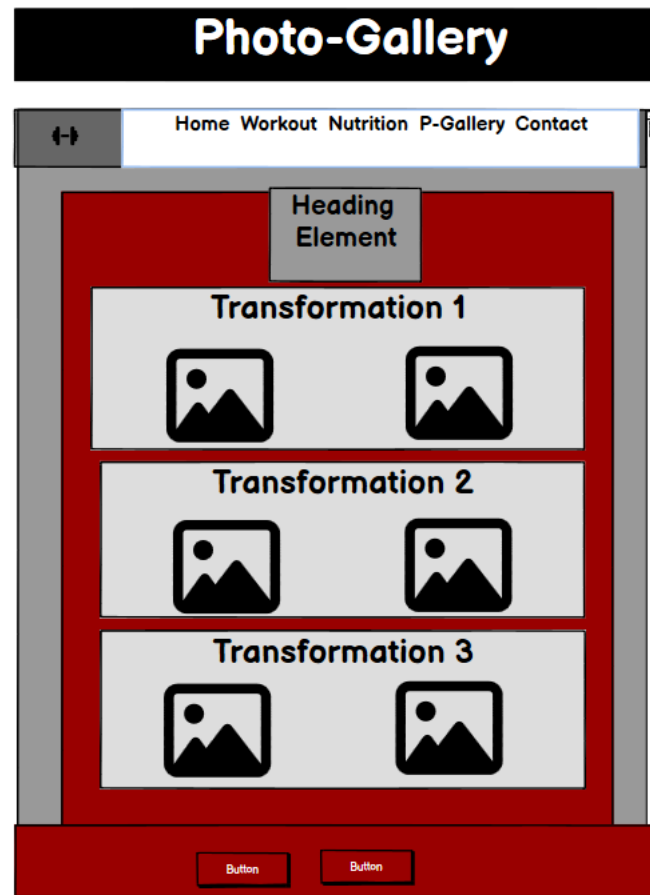 Photo-Gallery
Home Workout Nutrition P-Gallery Contact
Heading
Element
Transformation 1
Transformation 2
Transformation 3
Button
Button